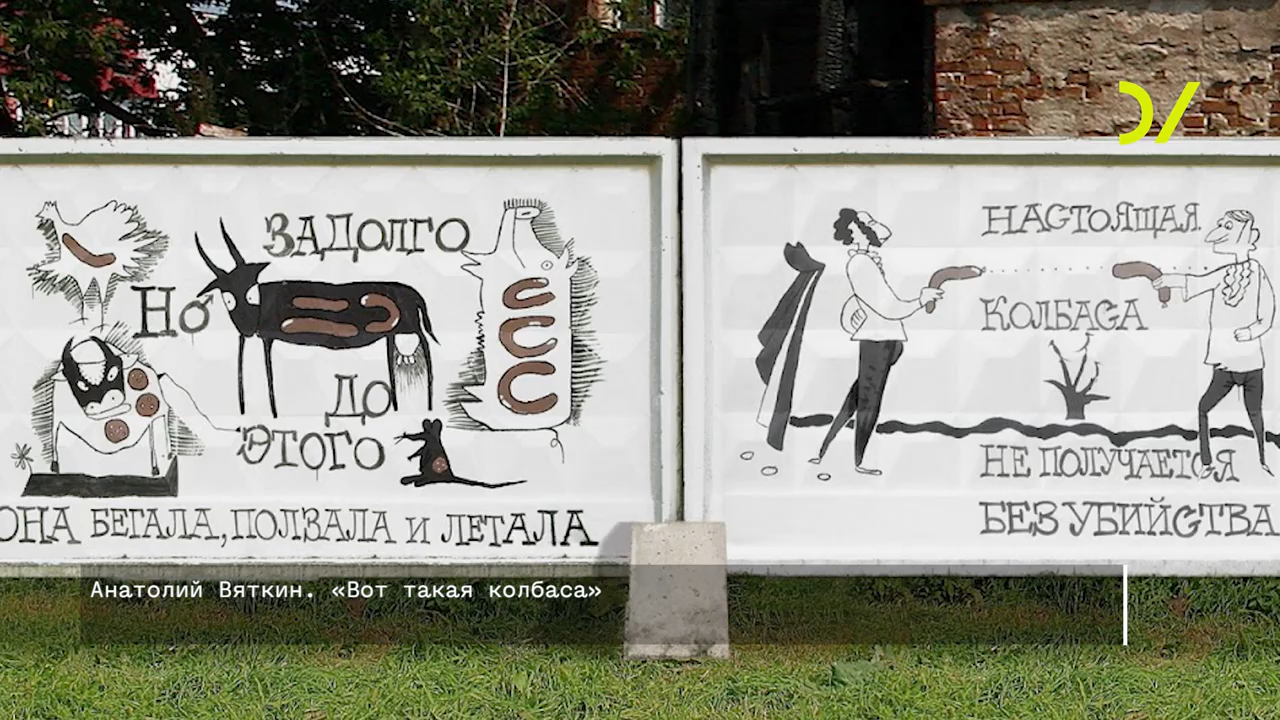 ЗАДОЛГО
НО
ДО
ЭТОГО
ОНА БЕГАЛА, ПОЛЗАЛА И ЛЕТАЛА
НАСТОЯЩАЯ
КОЛБАСА
НЕ ПОЛУЧАЕТСЯ
БЕЗ УБИЙСТВА
Анатолий Вяткин. «Вот такая колбаса»